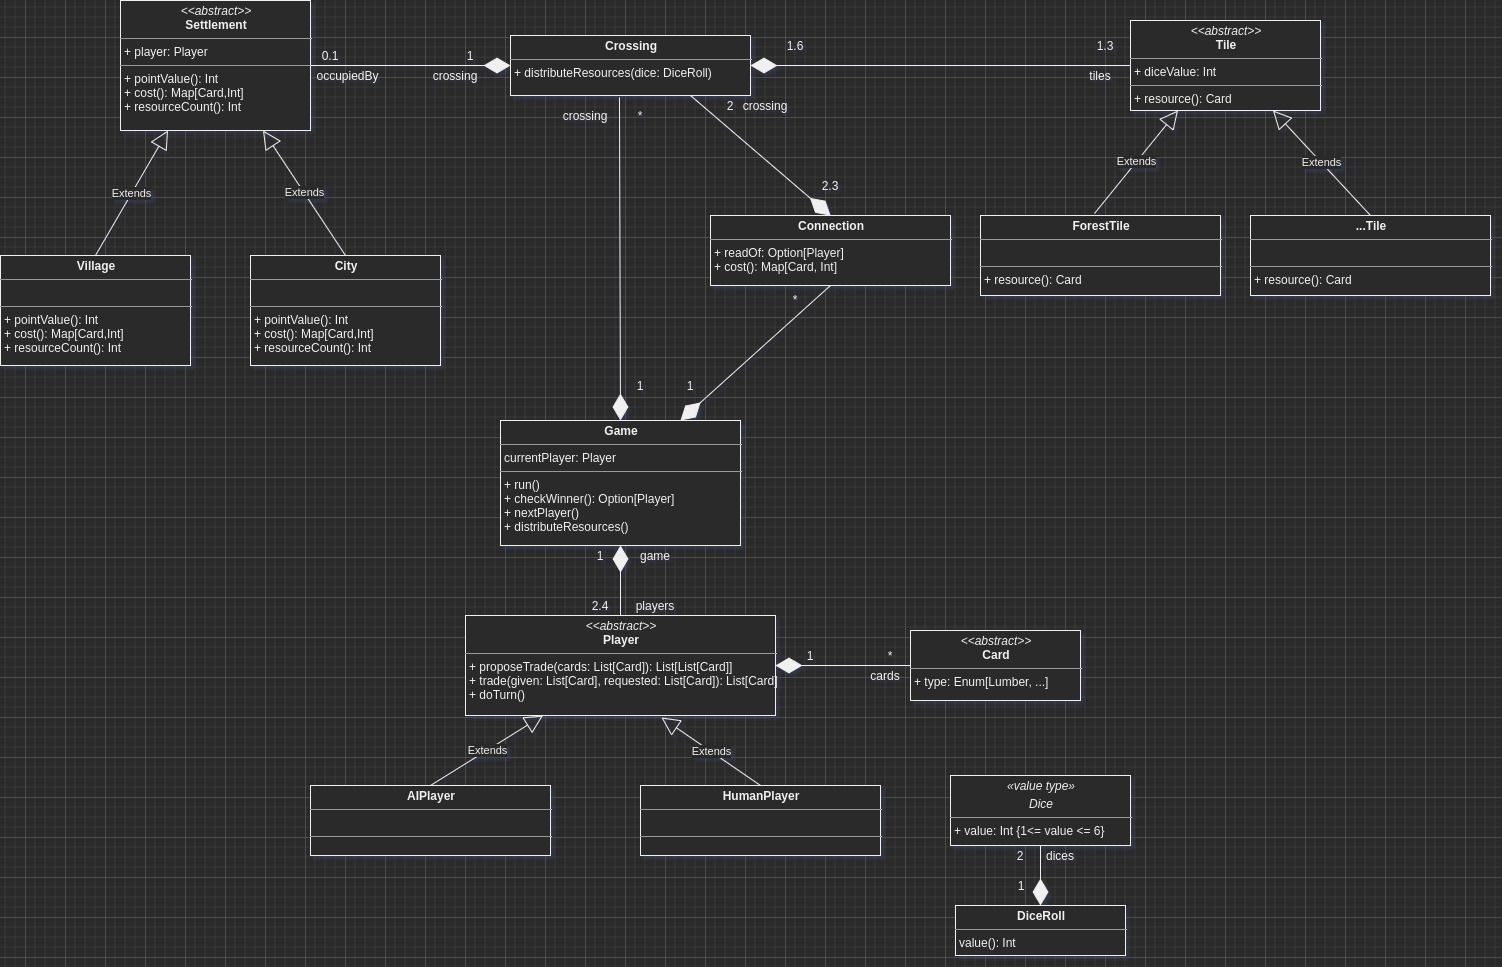 <<abstract>>
Settlement
+ player: Player
+ pointValue(): Int
+ cost(): Map[Card,Int]
+ resourceCount(): Int
0.1
occupiedBy
1
crossing
Crossing
+ distributeResources(dice: DiceRoll)
1.6
1.3
tiles
<<abstract>>
Tile
+ diceValue: Int
+ resource(): Card
crossing
*
2 crossing
2.3
Extends
Extends
Extends
Extends
Village
+ pointValue(): Int
+ cost(): Map[Card,Int]
+ resourceCount(): Int
City
+ pointValue(): Int
+ cost(): Map[Card,Int]
+ resourceCount(): Int
Connection
+ readOf: Option[Player]
+ cost(): Map[Card, Int]
ForestTile
+ resource(): Card
...Tile
+ resource(): Card
*
1
1
Game
currentPlayer: Player
+ run()
+ checkWinner(): Option[Player]
+ nextPlayer()
+ distributeResources()
1
game
2.4
players
<<abstract>>
Player
+ proposeTrade(cards: List[Card]): List[List[Card]]
+ trade(given: List[Card], requested: List[Card]): List[Card]
+ doTurn()
1
*
cards
<<abstract>>
Card
+ type: Enum[Lumber, ...]
Extends
Extends
AIPlayer
HumanPlayer
«value type»
Dice
+ value: Int {1<= value <= 6}
2
dices
1
DiceRoll
value(): Int